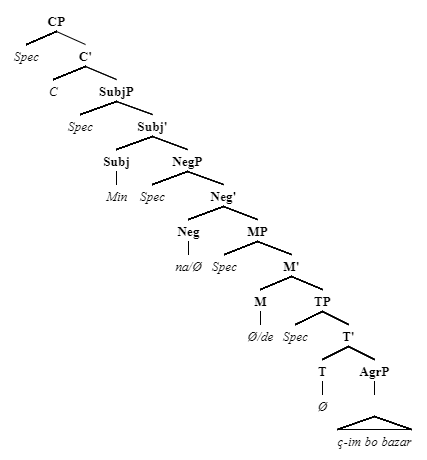 CP
Spec C'
C SubjP
Spec Subj'
Subj NegP
Min Spec Neg'
Neg MP
na/Ø Spec M'
M TP
Ø/de Spec T'
T AgrP
Ø
ç-im bo bazar